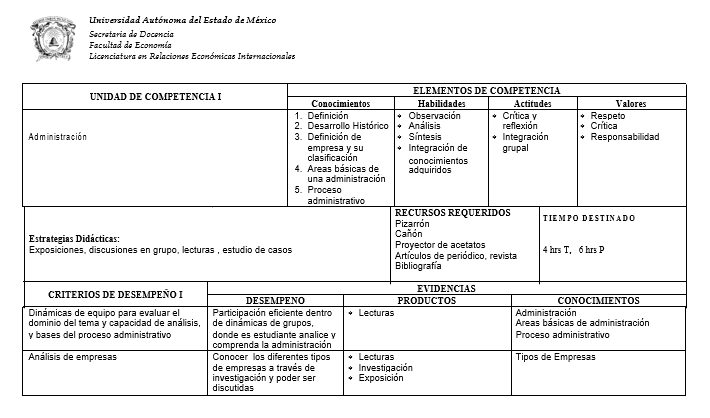 Universidad Autónoma del Estado de México
Secretaria de Docencia
Facultad de Economía
Licenciatura en Relaciones Económicas Internacionales
UNIDAD DE COMPETENCIA I
ELEMENTOS DE COMPETENCIA
Conocimientos
Habilidades
Actitudes
Valores
Administración
1. Definición
2. Desarrollo Histórico
3. Definición de
empresa y su
clasificación
4. Areas básicas de
una administración
5. Proceso
administrativo
Observación
Análisis
Síntesis
Integración de
conocimientos
adquiridos
Crítica y
reflexión
Integración
grupal
Respeto
Crítica
Responsabilidad
Estrategias Didácticas:
Exposiciones, discusiones en grupo, lecturas , estudio de casos
RECURSOS REQUERIDOS
Pizarrón
Cañón
Proyector de acetatos
Artículos de periódico, revista
Bibliografía
TIEMPO DESTINADO
4 hrs T, 6 hrs P
CRITERIOS DE DESEMPEÑO I
EVIDENCIAS
DESEMPENO
PRODUCTOS
CONOCIMIENTOS
Dinámicas de equipo para evaluar el
dominio del tema y capacidad de análisis,
y bases del proceso administrativo
Participación eficiente dentro
de dinámicas de grupos,
donde es estudiante analice y
comprenda la administración
Lecturas
Administración
Areas básicas de administración
Proceso administrativo
Análisis de empresas
Conocer los diferentes tipos
de empresas a través de
investigación y poder ser
discutidas
Lecturas
Investigación
Exposición
Tipos de Empresas